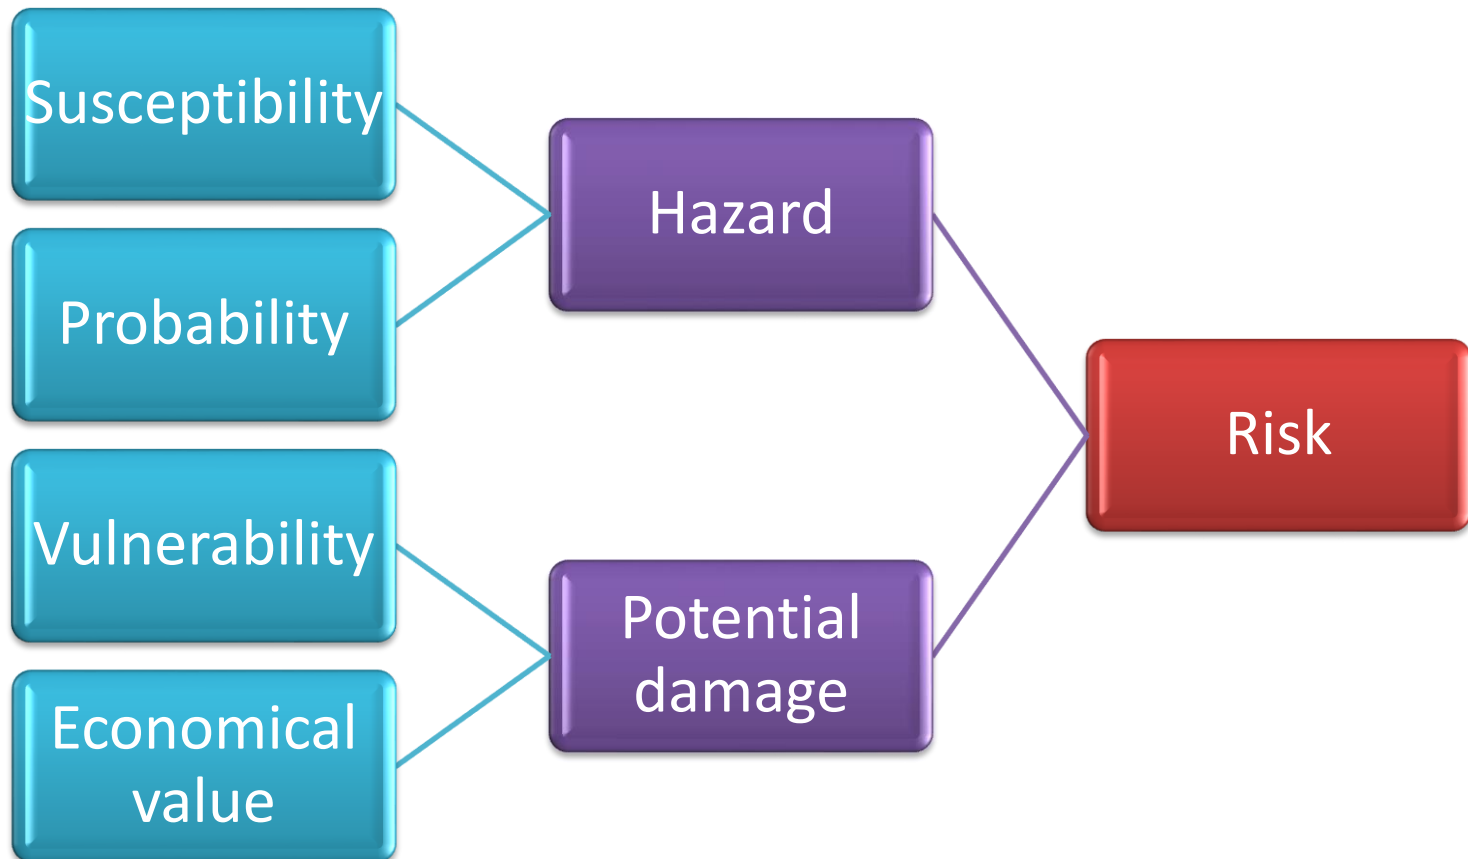 Susceptibility
Probability
Vulnerability
Economical
value
Hazard
Potential
damage
Risk